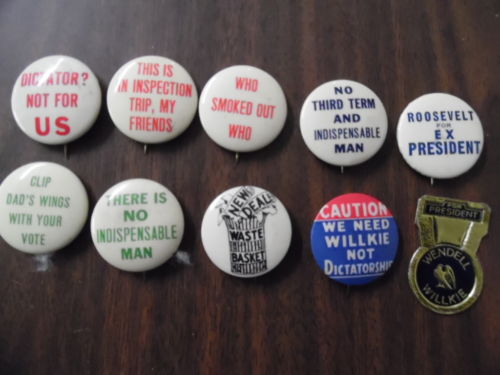 DICTATOR?
NOT FOR
US
THIS IS
AN INSPECTION
TRIP, MY
FRIENDS
WHO
SMOKED OUT
WHO
NO
THIRD TERM
AND
INDISPENSABLE
MAN
ROOSEVELT
FOR
EX
PRESIDENT
CLIP
DAD'S WINGS
WITH YOUR
VOTE
THERE IS
NO
INDISPENSABLE
MAN
NEW
DEAL
WASTE
BASKET
CAUTION
WE NEED
WILLKIE
NOT
DICTATORSHIP
FOR
PRESIDENT
WENDELL
WILLKIE